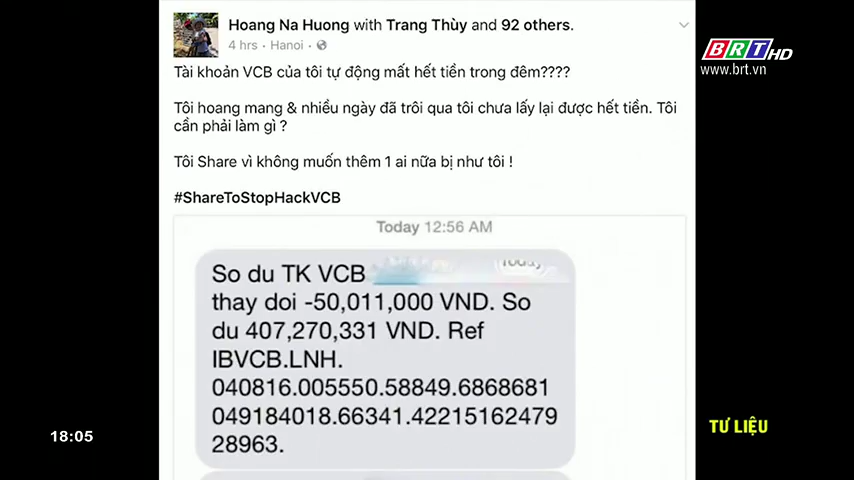 Hoang Na Huong with Trang Thùy and 92 others.
4 hrs · Hanoi ·
Tài khoản VCB của tôi tự động mất hết tiền trong đêm????
Tôi hoang mang & nhiều ngày đã trôi qua tôi chưa lấy lại được hết tiền. Tôi
cần phải làm gì ?
Tôi Share vì không muốn thêm 1 ai nữa bị như tôi !
#ShareToStopHackVCB
Today 12:56 AM
Today
So du TK VCB
thay doi -50,011,000 VND. So
du 407,270,331 VND. Ref
IBVCB.LNH.
040816.005550.58849.6868681
049184018.66341.42215162479
28963.
BRT HD
www.brt.vn
TƯ LIỆU
18:05